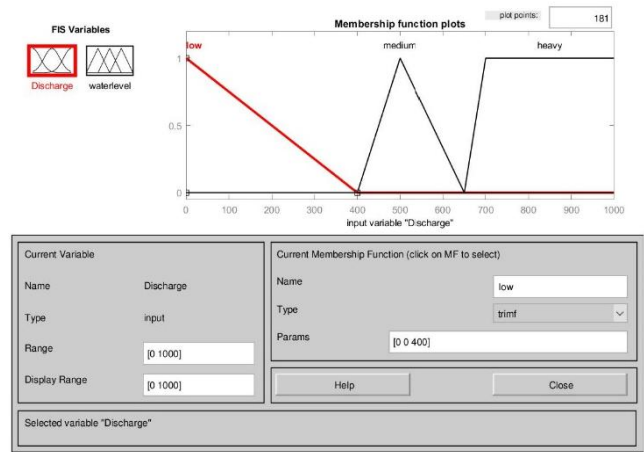 FIS Variables
Membership function plots
plot points:
181
Discharge
waterlevel
low
medium
heavy
1
0.5
0
0 100 200 300 400 500 600 700 800 900 1000
input variable "Discharge"
Current Variable
Name
Discharge
Type
input
Range
[0 1000]
Display Range
[0 1000]
Current Membership Function (click on MF to select)
Name
low
Type
trimf
Params
[0 0 400]
Help
Close
Selected variable "Discharge"